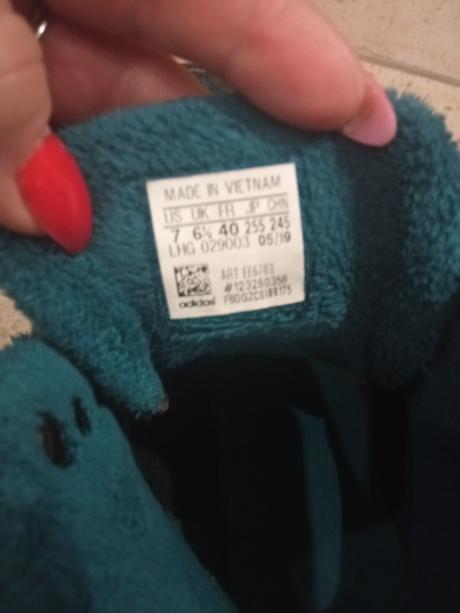 MADE IN VIETNAM
US UK FR JP CHN
7 6½ 40 255 245
LHG 029003 05/19
ART EE6703
adidas